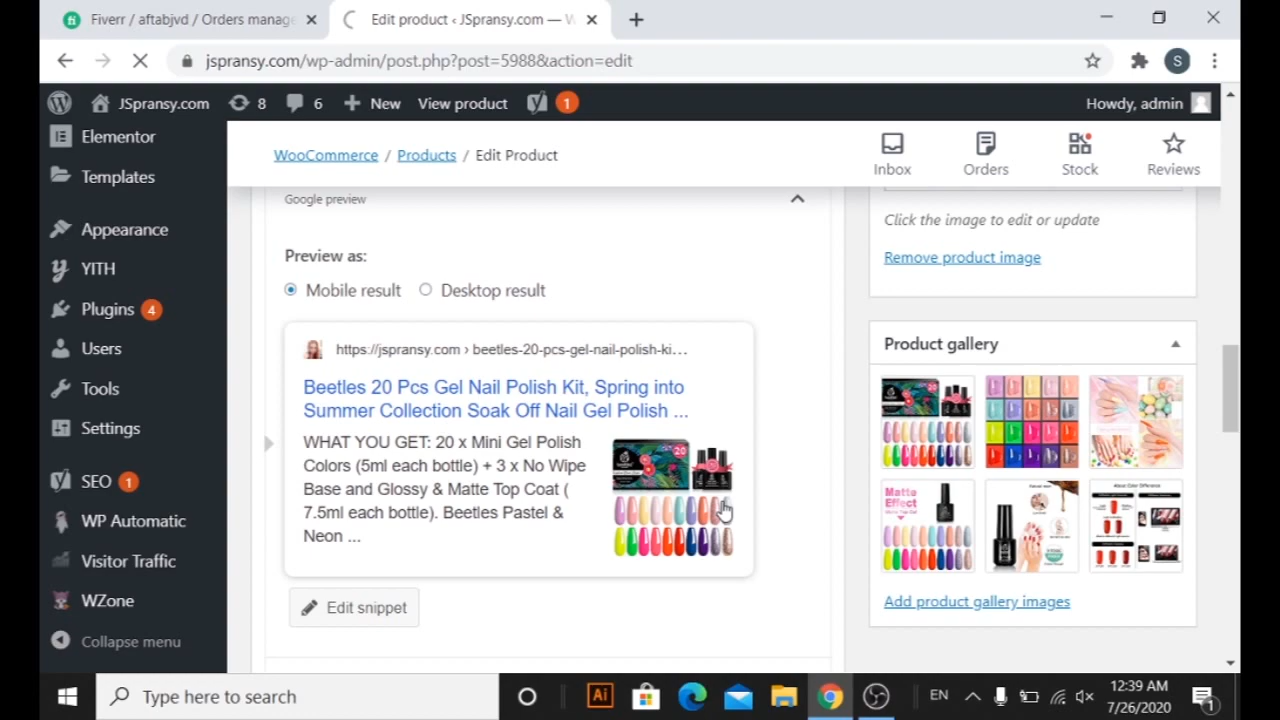 Fiverr / aftabjvd / Orders manage
Edit product ‹ JSpransy.com — W
jspransy.com/wp-admin/post.php?post=5988&action=edit
S
JSpransy.com
8
6
New
View product
1
Howdy, admin
Elementor
Templates
Appearance
YITH
Plugins 4
Users
Tools
Settings
SEO 1
WP Automatic
Visitor Traffic
WZone
Collapse menu
WooCommerce / Products / Edit Product
Inbox
Orders
Stock
Reviews
Google preview
Preview as:
Mobile result
Desktop result
https://jspransy.com › beetles-20-pcs-gel-nail-polish-ki...
Beetles 20 Pcs Gel Nail Polish Kit, Spring into
Summer Collection Soak Off Nail Gel Polish ...
WHAT YOU GET: 20 x Mini Gel Polish
Colors (5ml each bottle) + 3 x No Wipe
Base and Glossy & Matte Top Coat (
7.5ml each bottle). Beetles Pastel &
Neon ...
20
Edit snippet
Click the image to edit or update
Remove product image
Product gallery
20
Matte
Effect
Add product gallery images
Type here to search
Ai
EN
12:39 AM
7/26/2020
1